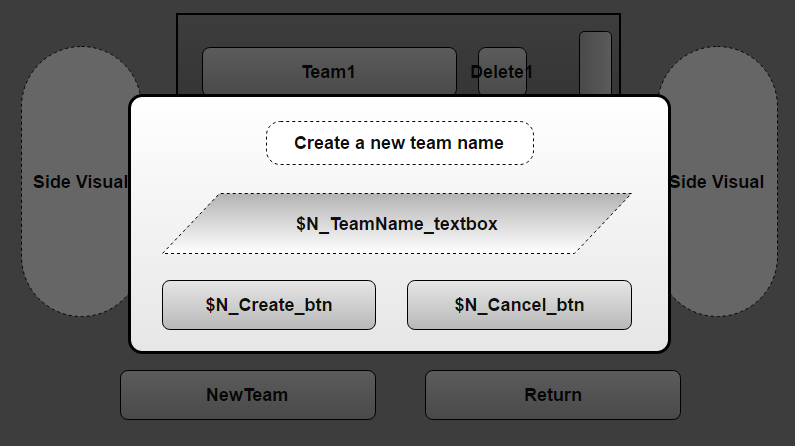 Team1
Delete1
Side Visual
Side Visual
Create a new team name
$N_TeamName_textbox
$N_Create_btn
$N_Cancel_btn
NewTeam
Return